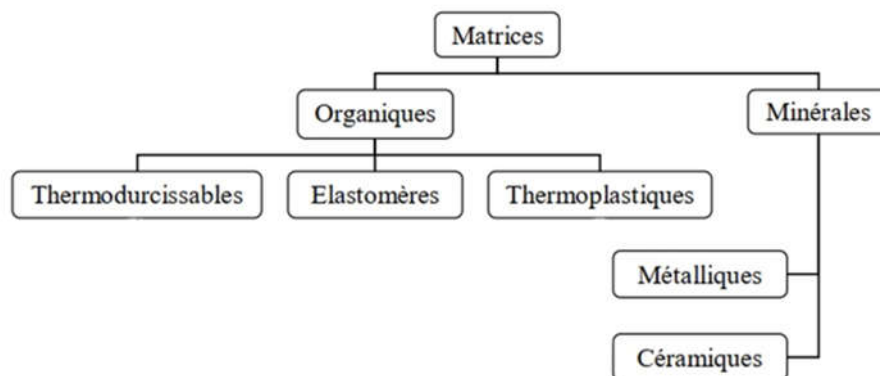 Matrices
Organiques
Minérales
Thermodurcissables
Elastomères
Thermoplastiques
Métalliques
Céramiques